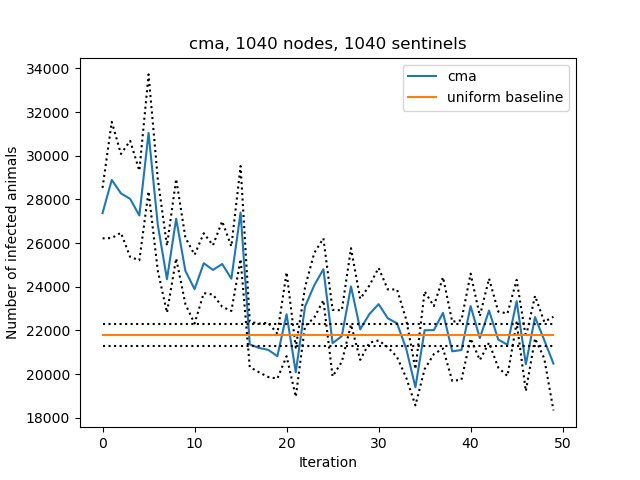 cma, 1040 nodes, 1040 sentinels
cma
uniform baseline
Number of infected animals
34000
32000
30000
28000
26000
24000
22000
20000
18000
0 10 20 30 40 50
Iteration